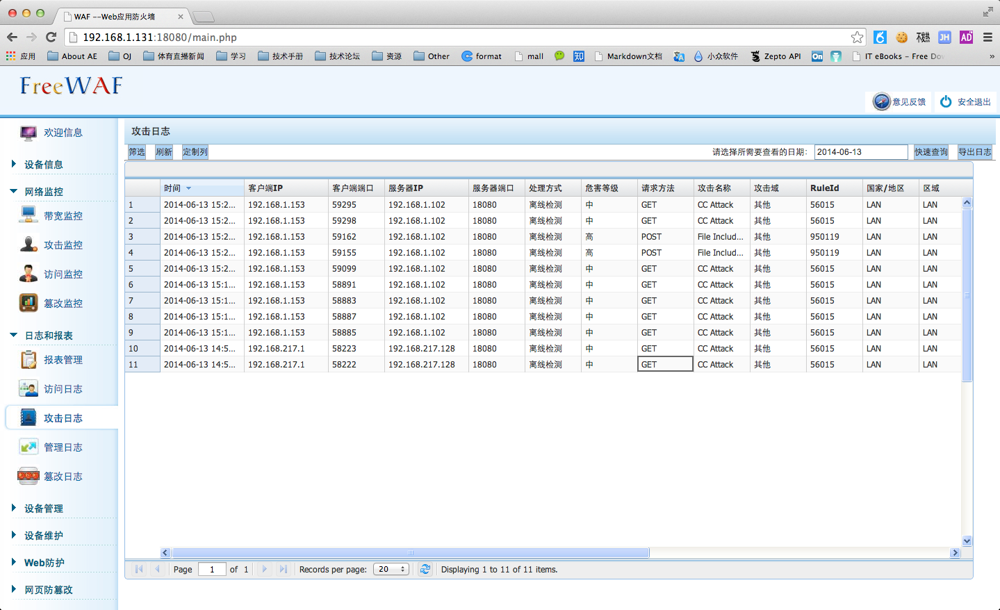 WAF --Web应用防火墙
192.168.1.131:18080/main.php
应用 About AE OJ 体育直播新闻 学习 技术手册 技术论坛 资源 Other format mall 知 Markdown文档 小众软件 Zepto API On IT eBooks - Free Dow »
FreeWAF
意见反馈 安全退出
欢迎信息
设备信息
网络监控
带宽监控
攻击监控
访问监控
篡改监控
日志和报表
报表管理
访问日志
攻击日志
管理日志
篡改日志
设备管理
设备维护
Web防护
网页防篡改
攻击日志
筛选 刷新 定制列 请选择所需要查看的日期: 2014-06-13 快速查询 导出日志
时间 客户端IP 客户端端口 服务器IP 服务器端口 处理方式 危害等级 请求方法 攻击名称 攻击域 RuleId 国家/地区 区域
1 2014-06-13 15:2... 192.168.1.153 59295 192.168.1.102 18080 离线检测 中 GET CC Attack 其他 56015 LAN LAN
2 2014-06-13 15:2... 192.168.1.153 59298 192.168.1.102 18080 离线检测 中 GET CC Attack 其他 56015 LAN LAN
3 2014-06-13 15:2... 192.168.1.153 59162 192.168.1.102 18080 离线检测 高 POST File Includ... 其他 950119 LAN LAN
4 2014-06-13 15:2... 192.168.1.153 59155 192.168.1.102 18080 离线检测 高 POST File Includ... 其他 950119 LAN LAN
5 2014-06-13 15:2... 192.168.1.153 59099 192.168.1.102 18080 离线检测 中 GET CC Attack 其他 56015 LAN LAN
6 2014-06-13 15:1... 192.168.1.153 58891 192.168.1.102 18080 离线检测 中 GET CC Attack 其他 56015 LAN LAN
7 2014-06-13 15:1... 192.168.1.153 58883 192.168.1.102 18080 离线检测 中 GET CC Attack 其他 56015 LAN LAN
8 2014-06-13 15:1... 192.168.1.153 58887 192.168.1.102 18080 离线检测 中 GET CC Attack 其他 56015 LAN LAN
9 2014-06-13 15:1... 192.168.1.153 58885 192.168.1.102 18080 离线检测 中 GET CC Attack 其他 56015 LAN LAN
10 2014-06-13 14:5... 192.168.217.1 58223 192.168.217.128 18080 离线检测 中 GET CC Attack 其他 56015 LAN LAN
11 2014-06-13 14:5... 192.168.217.1 58222 192.168.217.128 18080 离线检测 中 GET CC Attack 其他 56015 LAN LAN
Page 1 of 1 Records per page: 20 Displaying 1 to 11 of 11 items.